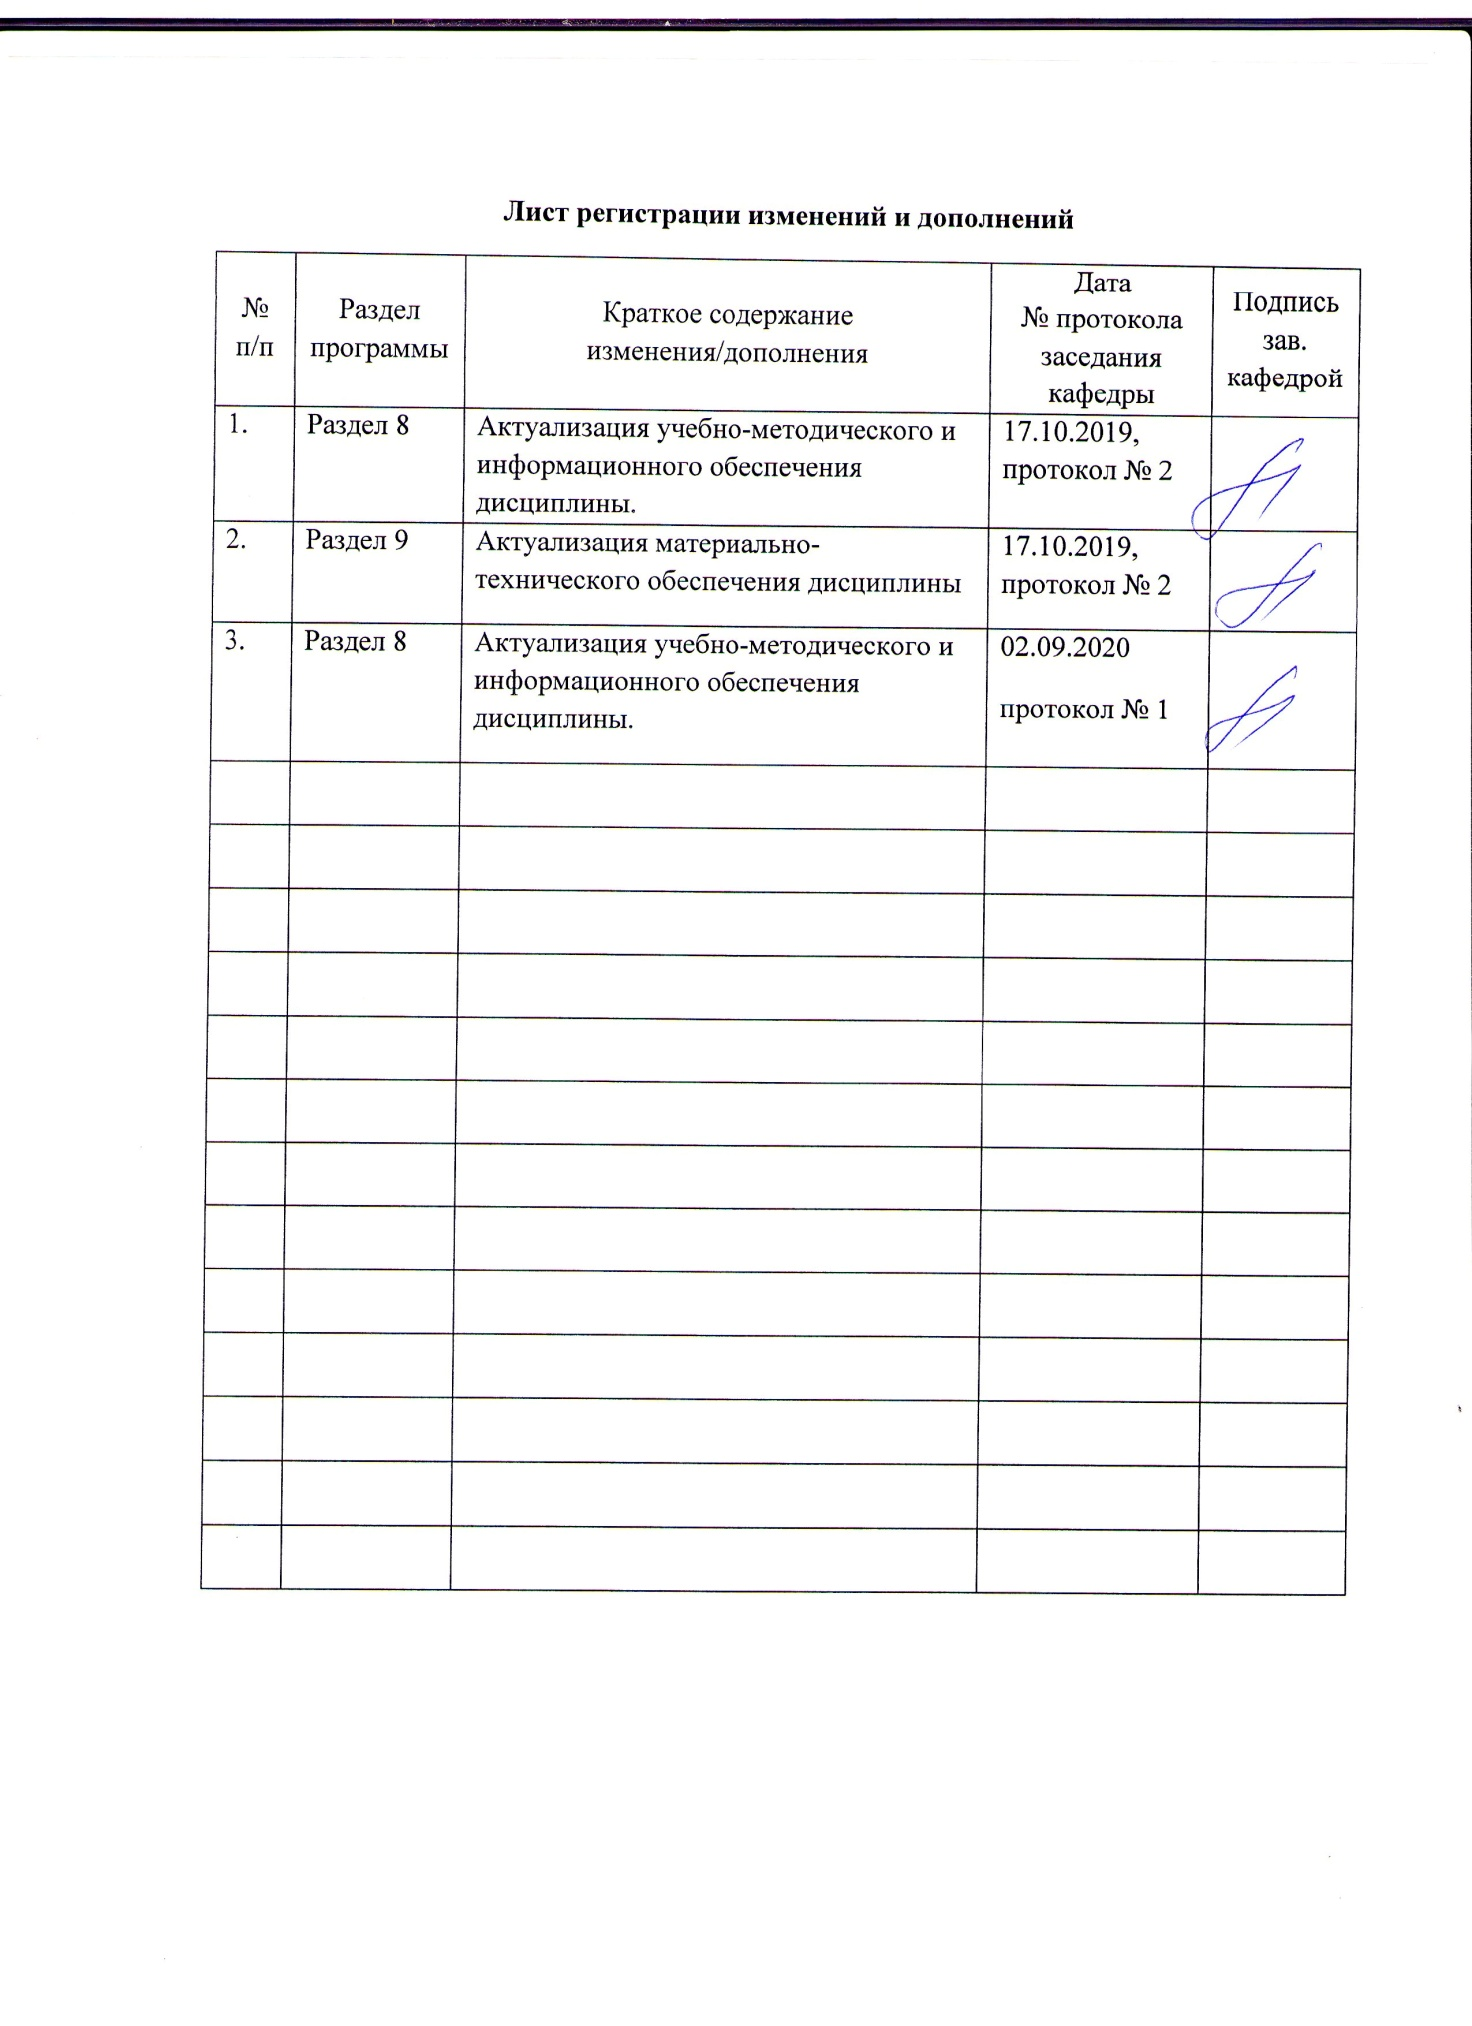 Лист регистрации изменений и дополнений
№
п/п
Раздел
программы
Краткое содержание
изменения/дополнения
Дата
№ протокола
заседания
кафедры
Подпись
зав.
кафедрой
1.
Раздел 8
Актуализация учебно-методического и
информационного обеспечения
дисциплины.
17.10.2019,
протокол № 2
2.
Раздел 9
Актуализация материально-
технического обеспечения дисциплины
17.10.2019,
протокол № 2
3.
Раздел 8
Актуализация учебно-методического и
информационного обеспечения
дисциплины.
02.09.2020
протокол № 1